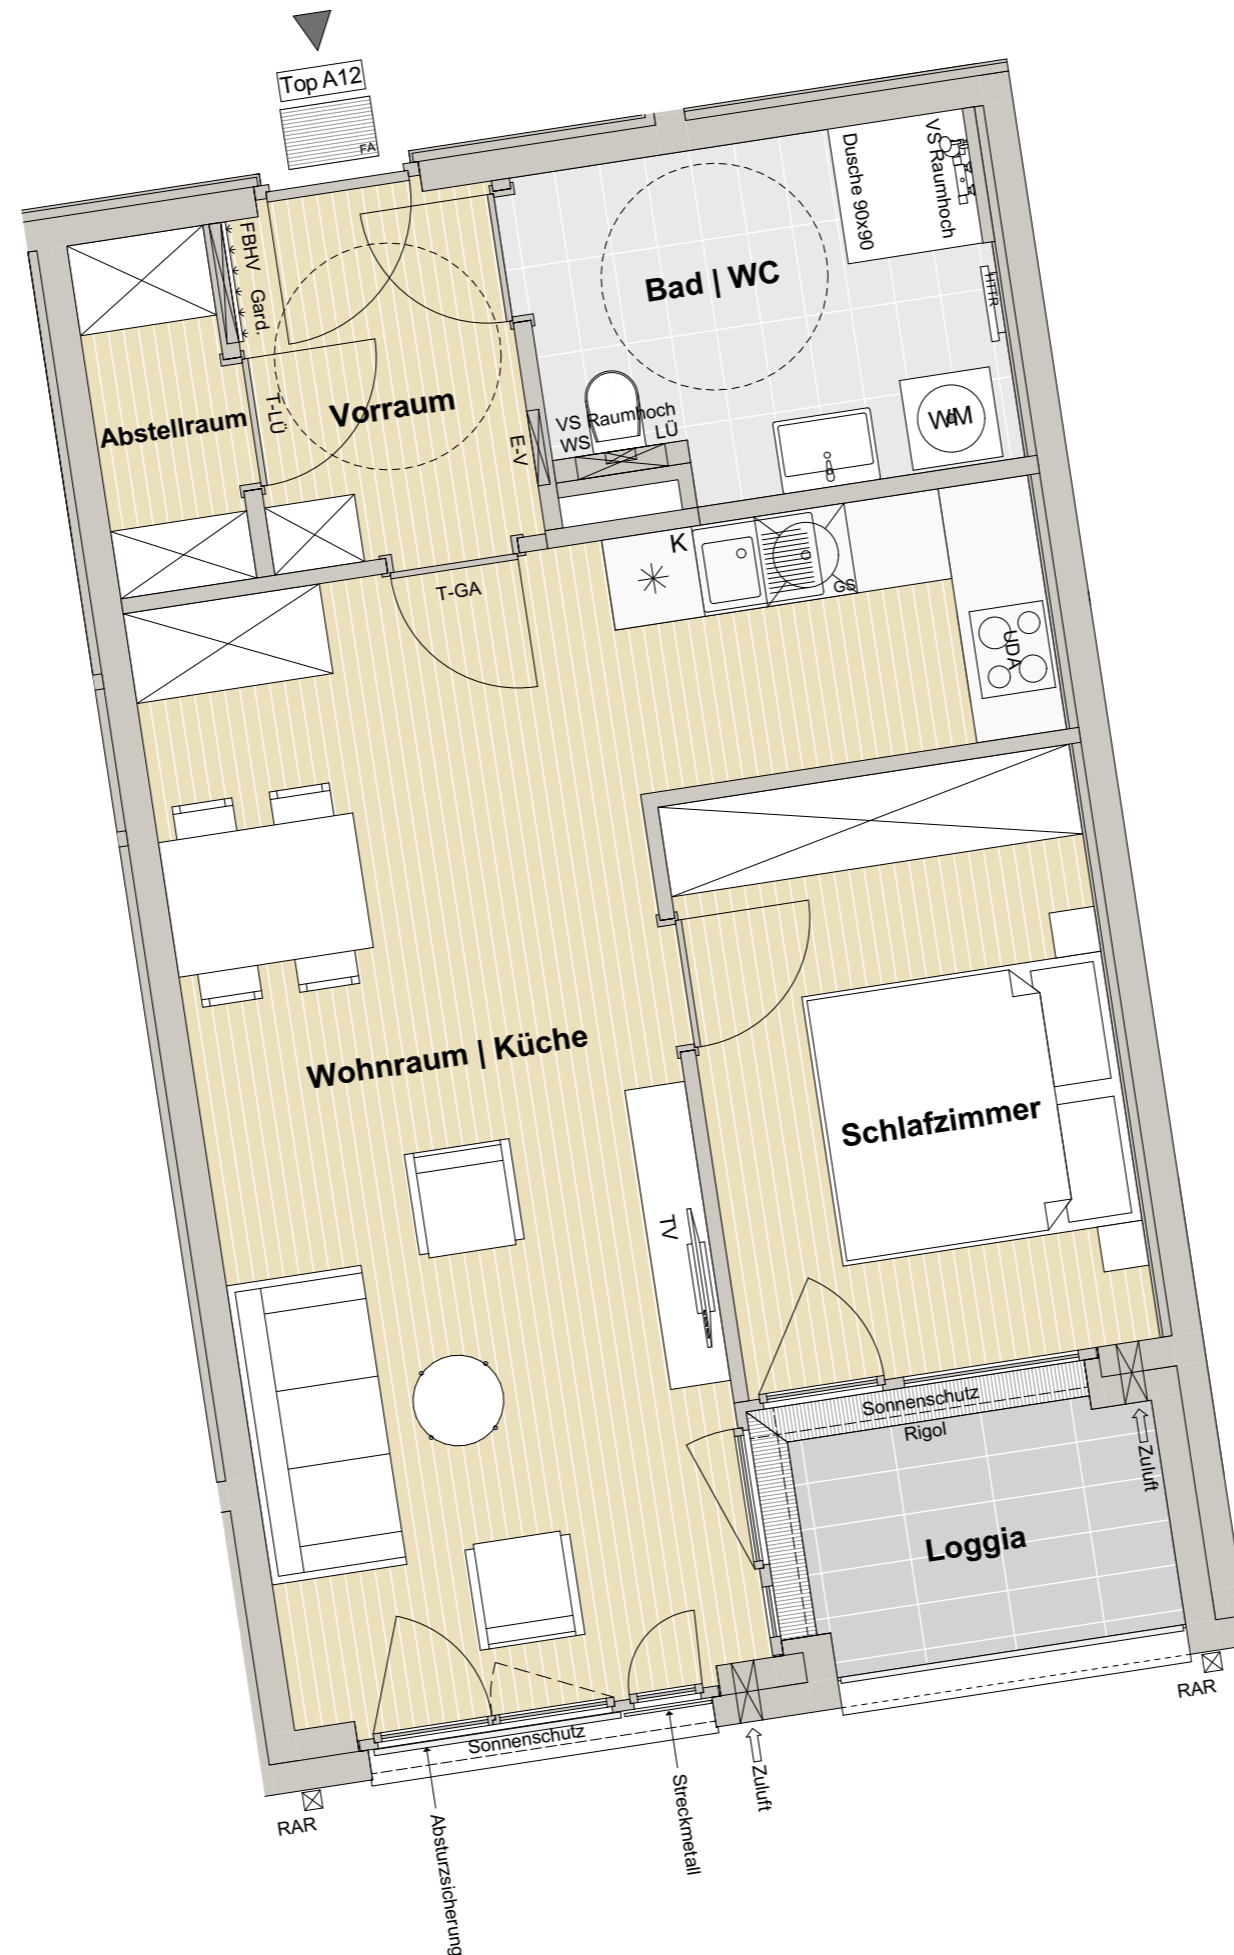 Top A12
FA
FBHV
Gard.
VS Raumhoch
Dusche 90x90
Bad | WC
HTTR
Abstellraum
T-LÜ
Vorraum
VS Raumhoch
WS
LÜ
E-V
WM
K
T-GA
GS
UDA
Wohnraum | Küche
Schlafzimmer
TV
Sonnenschutz
Rigol
Zuluft
Loggia
RAR
Sonnenschutz
Zuluft
Streckmetall
RAR
Absturzsicherung